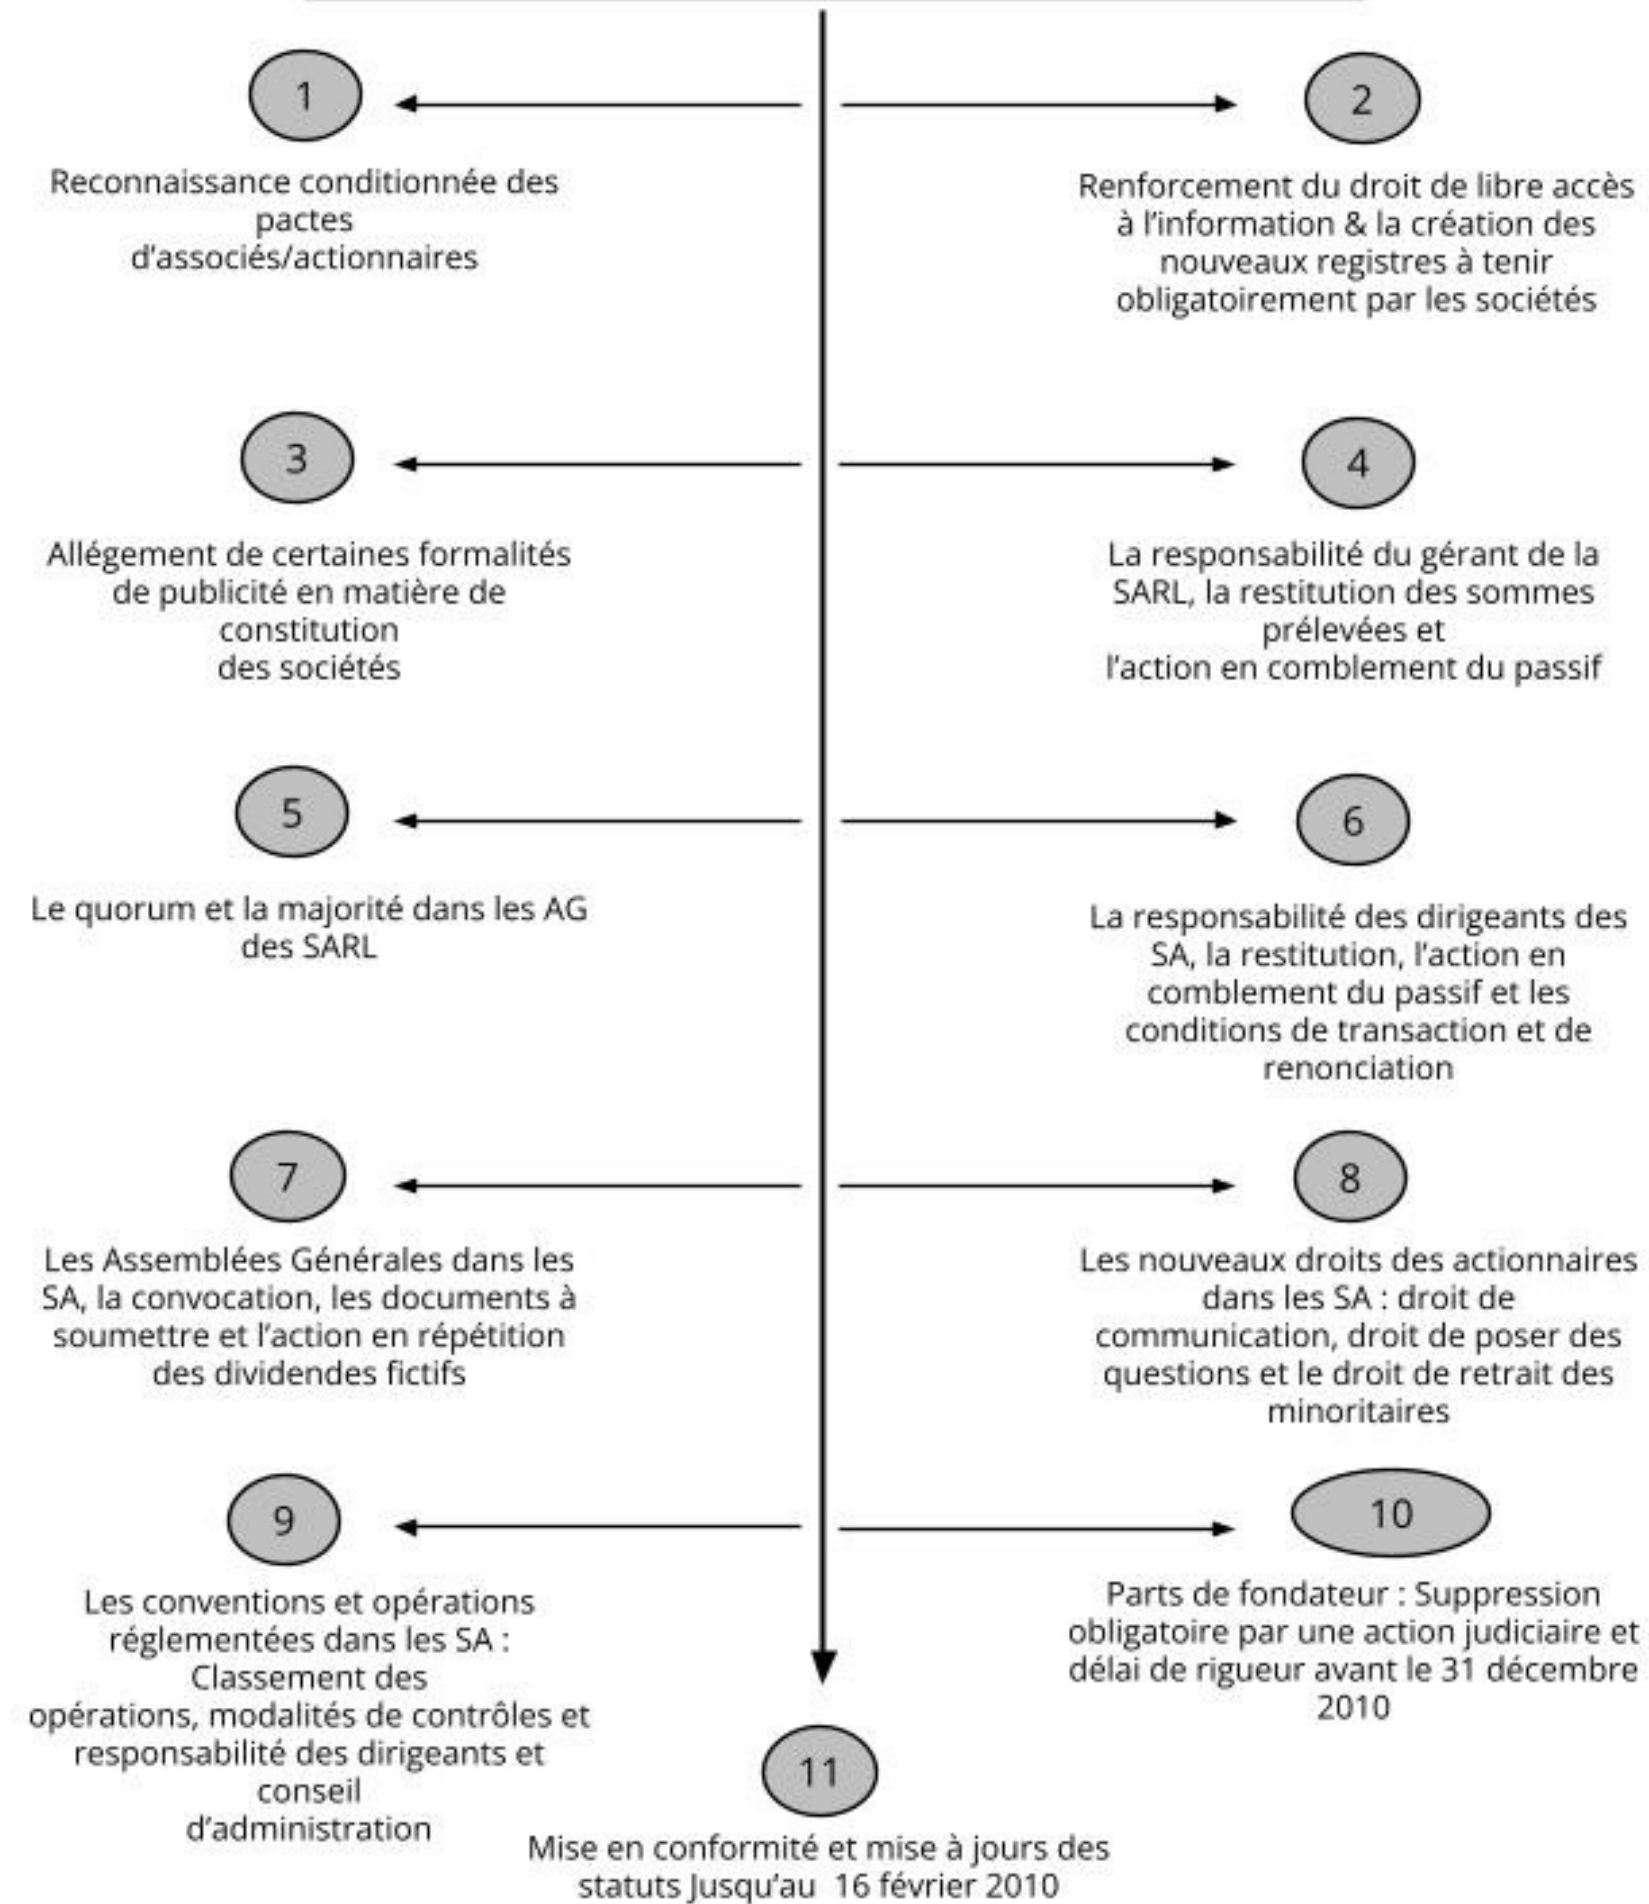 1
Reconnaissance conditionnée des
pactes
d'associés/actionnaires
2
Renforcement du droit de libre accès
à l'information & la création des
nouveaux registres à tenir
obligatoirement par les sociétés
3
Allégement de certaines formalités
de publicité en matière de
constitution
des sociétés
4
La responsabilité du gérant de la
SARL, la restitution des sommes
prélevées et
l'action en comblement du passif
5
Le quorum et la majorité dans les AG
des SARL
6
La responsabilité des dirigeants des
SA, la restitution, l'action en
comblement du passif et les
conditions de transaction et de
renonciation
7
Les Assemblées Générales dans les
SA, la convocation, les documents à
soumettre et l'action en répétition
des dividendes fictifs
8
Les nouveaux droits des actionnaires
dans les SA : droit de
communication, droit de poser des
questions et le droit de retrait des
minoritaires
9
Les conventions et opérations
réglementées dans les SA :
Classement des
opérations, modalités de contrôles et
responsabilité des dirigeants et
conseil
d'administration
10
Parts de fondateur : Suppression
obligatoire par une action judiciaire et
délai de rigueur avant le 31 décembre
2010
11
Mise en conformité et mise à jours des
statuts Jusqu'au 16 février 2010